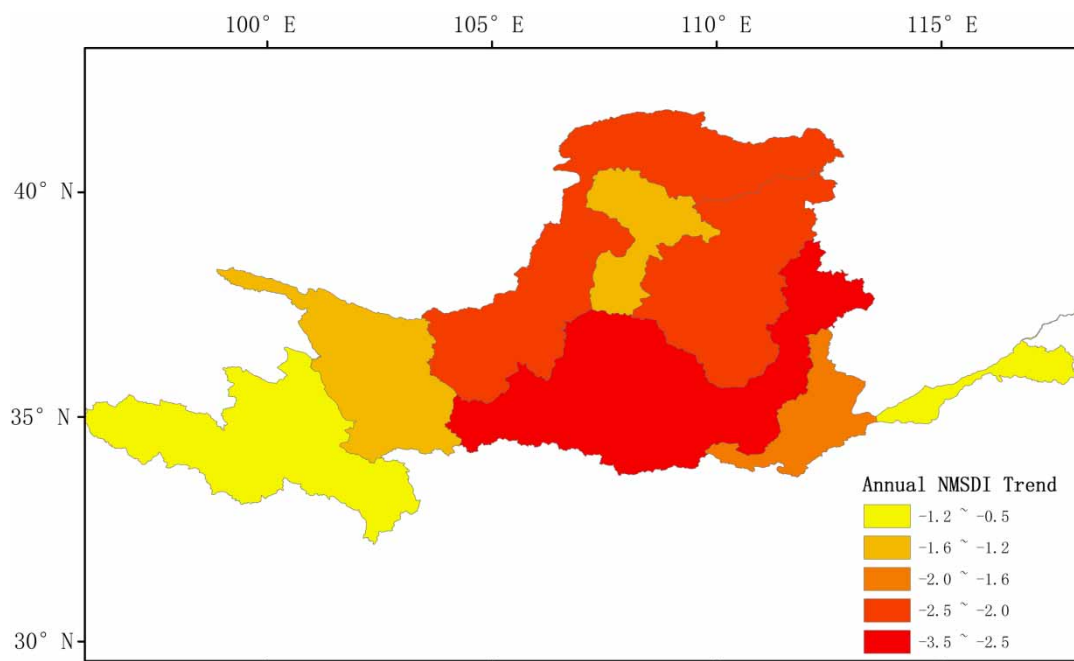 100° E 105° E 110° E 115° E
40° N
35° N
30° N
Annual NMSDI Trend
-1.2 ~ -0.5
-1.6 ~ -1.2
-2.0 ~ -1.6
-2.5 ~ -2.0
-3.5 ~ -2.5